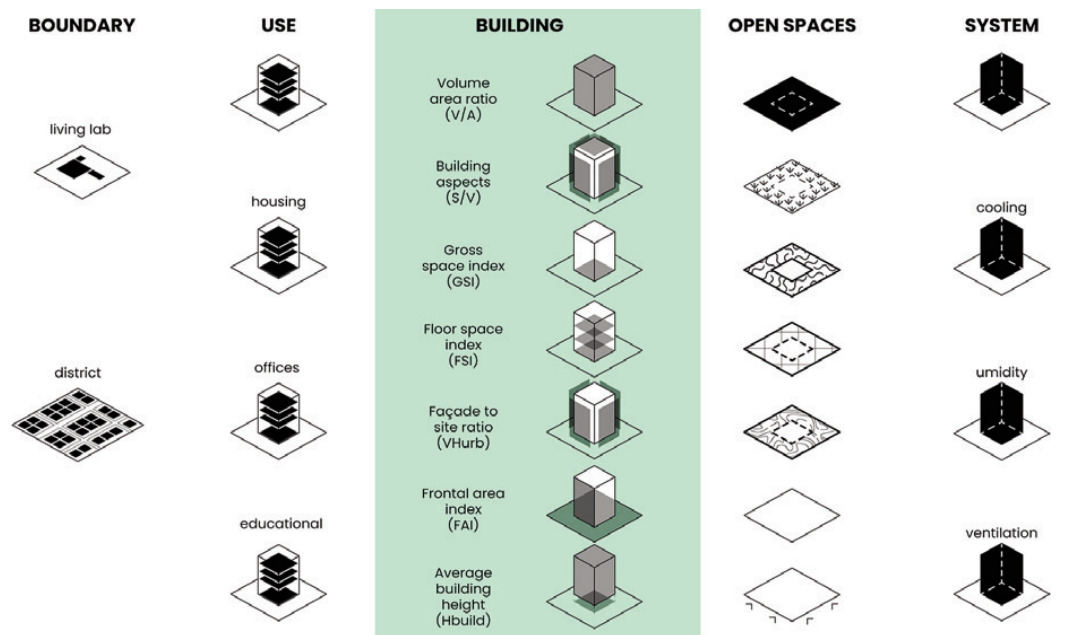 BOUNDARY
USE
BUILDING
OPEN SPACES
SYSTEM
living lab
district
housing
offices
educational
Volume
area ratio
(V/A)
Building
aspects
(S/V)
Gross
space index
(GSI)
Floor space
index
(FSI)
Façade to
site ratio
(VHurb)
Frontal area
index
(FAI)
Average
building
height
(Hbuild)
cooling
umidity
ventilation